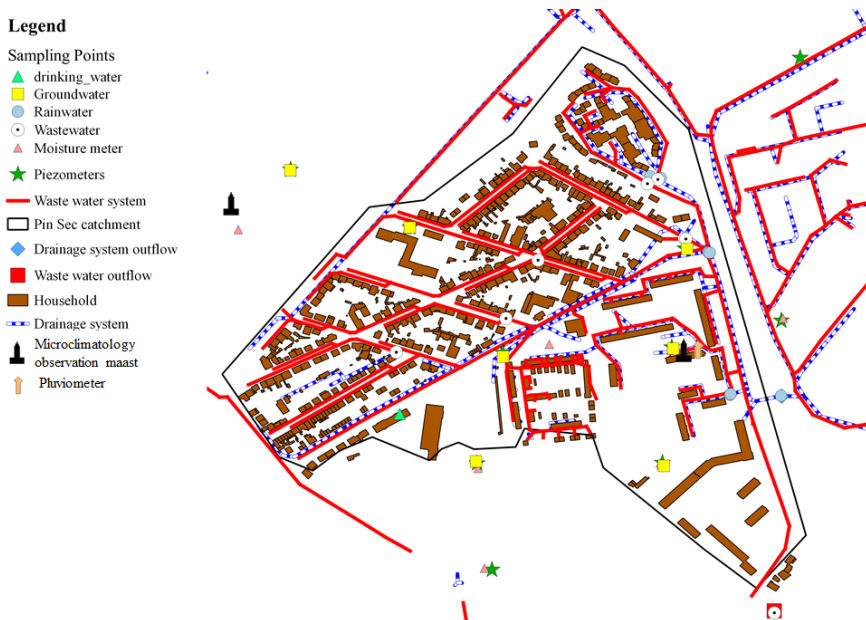 Legend
Sampling Points
drinking_water
Groundwater
Rainwater
Wastewater
Moisture meter
Piezometers
Waste water system
Pin Sec catchment
Drainage system outflow
Waste water outflow
Household
Drainage system
Microclimatology
observation maast
Pluviometer